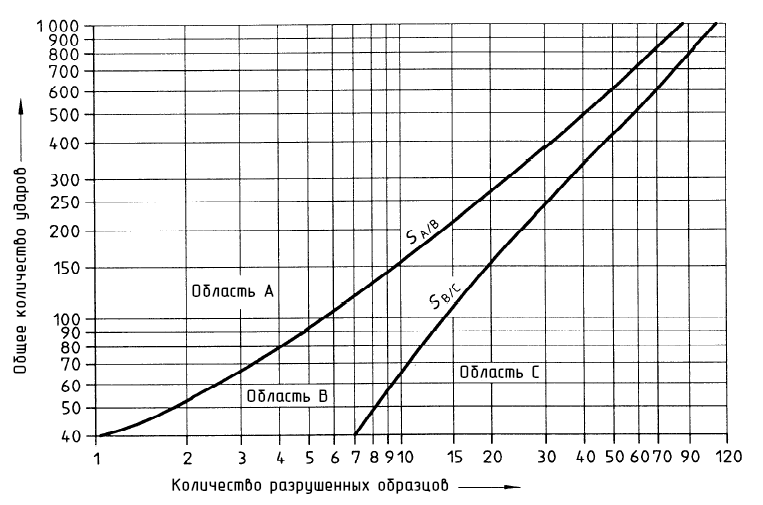 Общее количество ударов
1 000
900
800
700
600
500
400
300
250
200
150
100
90
80
70
60
50
40
S A/B
S B/C
Область А
Область В
Область С
1 2 3 4 5 6 7 8 9 10 15 20 30 40 50 60 70 90 120
Количество разрушенных образцов